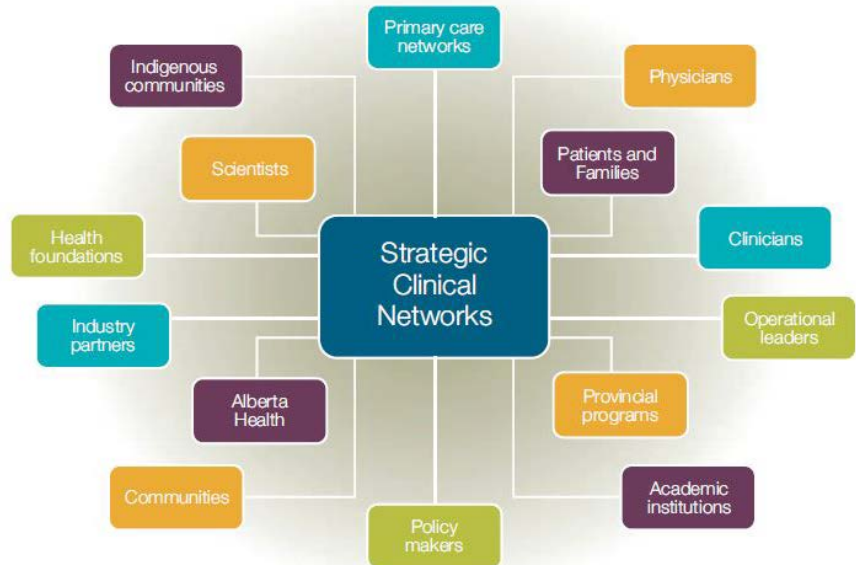 Primary care
networks
Indigenous
communities
Physicians
Scientists
Patients and
Families
Health
foundations
Strategic
Clinical
Networks
Clinicians
Industry
partners
Operational
leaders
Alberta
Health
Provincial
programs
Communities
Academic
institutions
Policy
makers